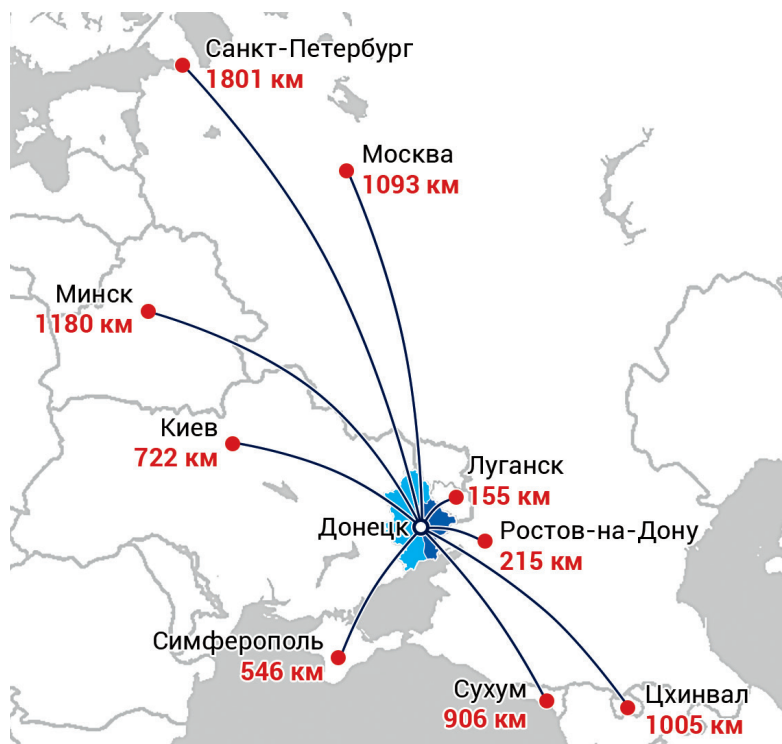 Санкт-Петербург
1801 км
Москва
1093 км
Минск
1180 км
Киев
722 км
Луганск
155 км
Донецк
Ростов-на-Дону
215 км
Симферополь
546 км
Сухум
906 км
Цхинвал
1005 км